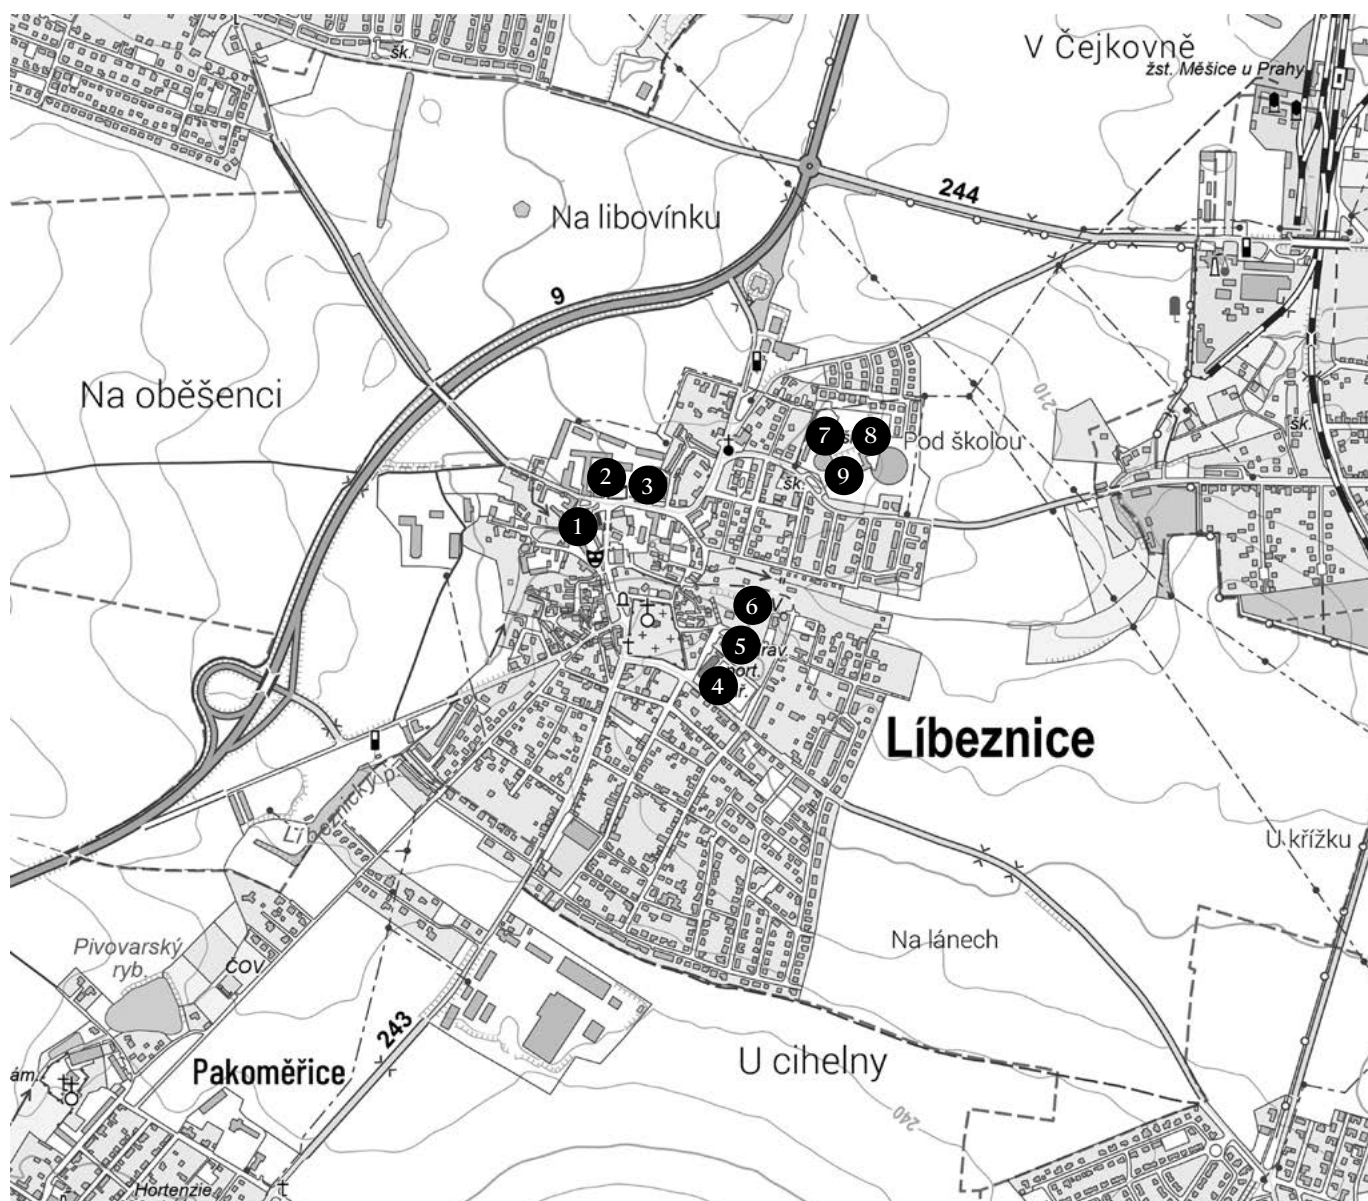 šk.
V Čejkovně
žst. Měšice u Prahy
244
Na libovínku
9
Na oběšenci
210
7
8
Pod školou
šk.
9
šk.
2
3
1
6
5
4
Líbeznice
U křížku
Na lánech
Pivovarský
ryb.
ČOV
243
U cihelny
Pakoměřice
240
Hortenzie